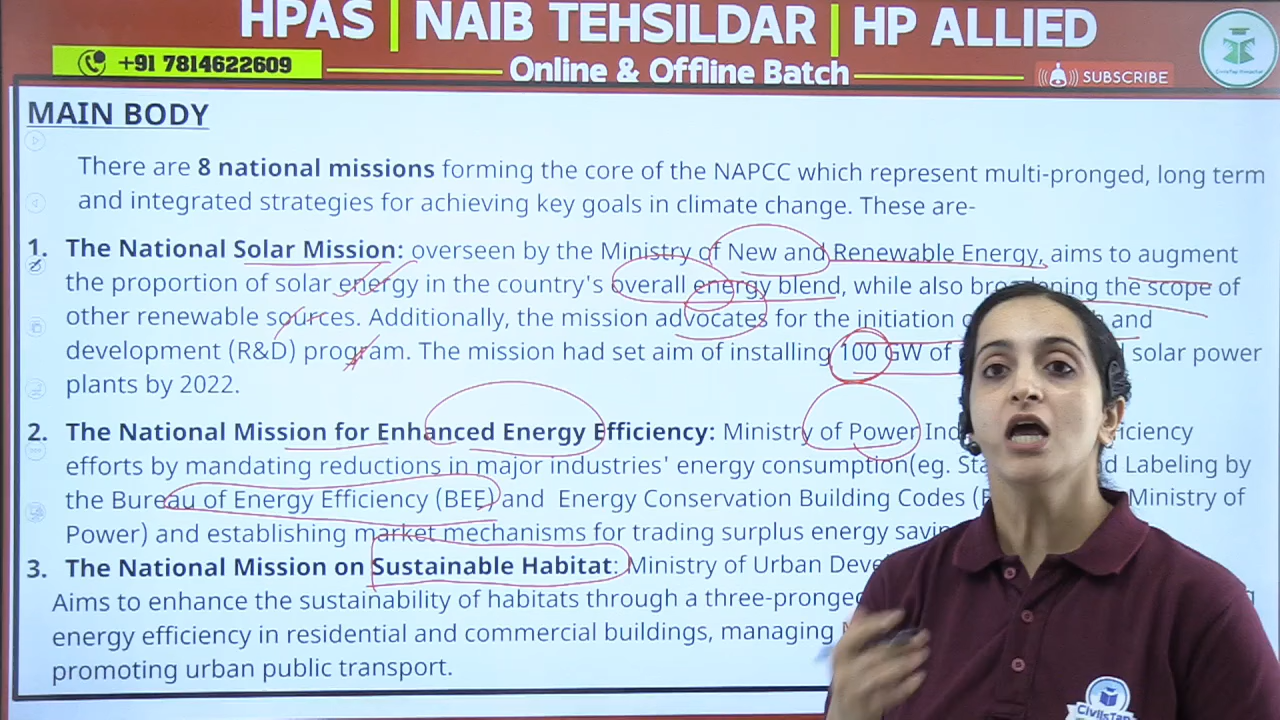 HPAS | NAIB TEHSILDAR | HP ALLIED
+91 7814622609
Online & Offline Batch
SUBSCRIBE
MAIN BODY
There are 8 national missions forming the core of the NAPCC which represent multi-pronged, long term
and integrated strategies for achieving key goals in climate change. These are-
1. The National Solar Mission: overseen by the Ministry of New and Renewable Energy, aims to augment
the proportion of solar energy in the country's overall energy blend, while also broadening the scope of
other renewable sources. Additionally, the mission advocates for the initiation and
development (R&D) program. The mission had set aim of installing 100 GW of solar power
plants by 2022.
2. The National Mission for Enhanced Energy Efficiency: Ministry of Power
efforts by mandating reductions in major industries' energy consumption(eg. Labeling by
the Bureau of Energy Efficiency (BEE) and Energy Conservation Building Codes Ministry of
Power) and establishing market mechanisms for trading surplus energy
3. The National Mission on Sustainable Habitat: Ministry of Urban
Aims to enhance the sustainability of habitats through a
energy efficiency in residential and commercial buildings, managing
promoting urban public transport.
CivilsTap